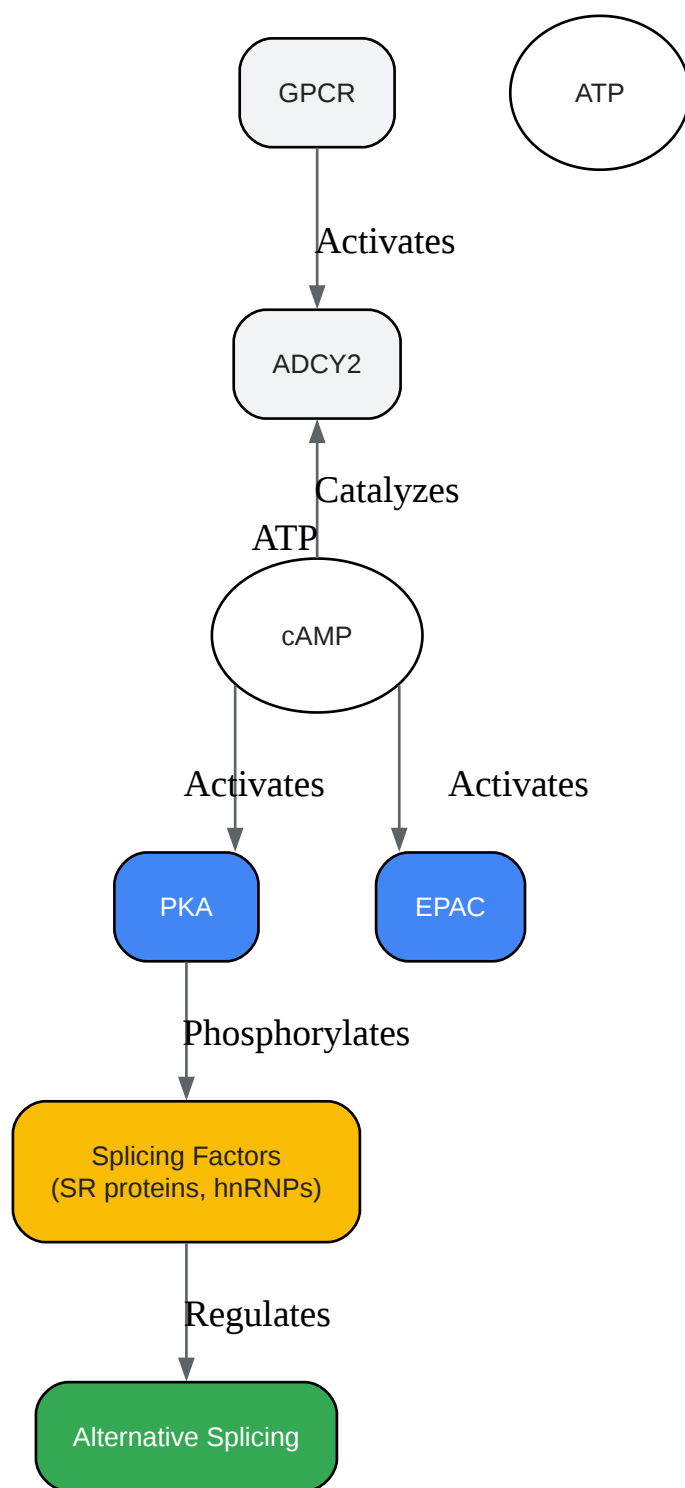 GPCR
ATP
Activates
ADCY2
Catalyzes
ATP
cAMP
Activates
Activates
PKA
EPAC
Phosphorylates
Splicing Factors
(SR proteins, hnRNPs)
Regulates
Alternative Splicing